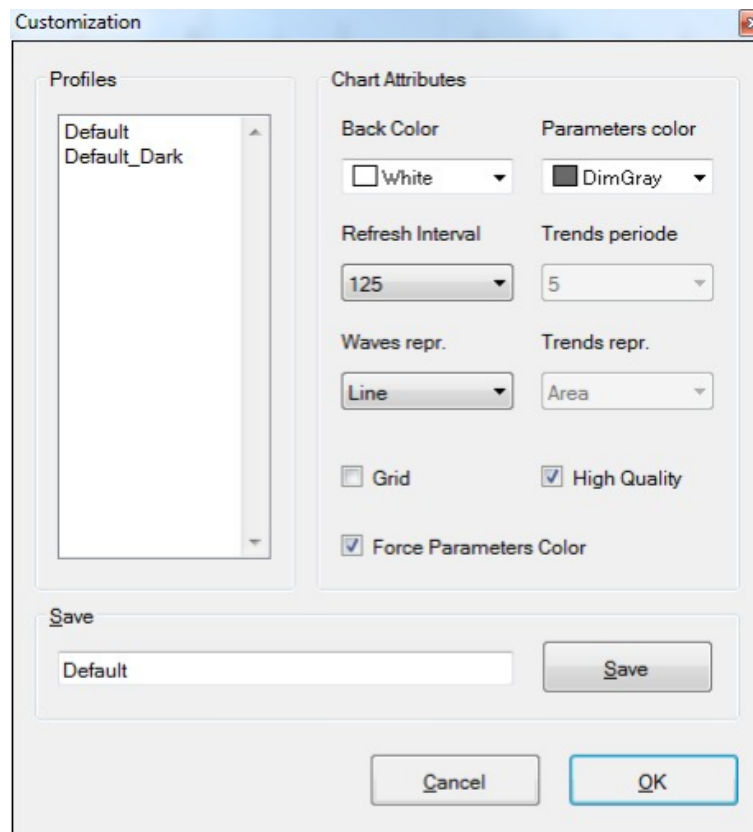 Customization
Profiles
Default
Default_Dark
Chart Attributes
Back Color
Parameters color
White
DimGray
Refresh Interval
Trends periode
125
5
Waves repr.
Trends repr.
Line
Area
Grid
High Quality
Force Parameters Color
Save
Default
Save
Cancel
OK